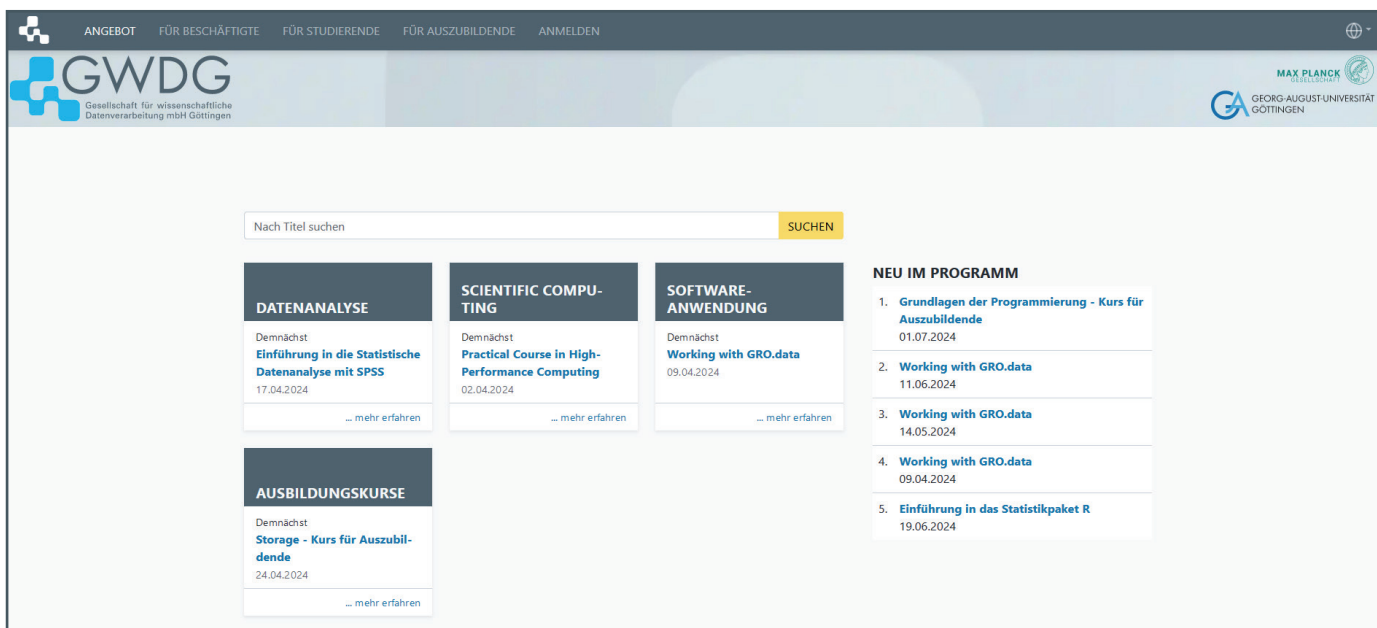 ANGEBOT FÜR BESCHÄFTIGTE FÜR STUDIERENDE FÜR AUSZUBILDENDE ANMELDEN
GWDG
Gesellschaft für wissenschaftliche
Datenverarbeitung mbH Göttingen
MAX PLANCK
GESELLSCHAFT
GEORG-AUGUST-UNIVERSITÄT
GÖTTINGEN
Nach Titel suchen SUCHEN
DATENANALYSE
Demnächst
Einführung in die Statistische
Datenanalyse mit SPSS
17.04.2024
... mehr erfahren
SCIENTIFIC COMPU-
TING
Demnächst
Practical Course in High-
Performance Computing
02.04.2024
... mehr erfahren
SOFTWARE-
ANWENDUNG
Demnächst
Working with GRO.data
09.04.2024
... mehr erfahren
AUSBILDUNGSKURSE
Demnächst
Storage - Kurs für Auszubil-
dende
24.04.2024
... mehr erfahren
NEU IM PROGRAMM
1. Grundlagen der Programmierung - Kurs für
Auszubildende
01.07.2024
2. Working with GRO.data
11.06.2024
3. Working with GRO.data
14.05.2024
4. Working with GRO.data
09.04.2024
5. Einführung in das Statistikpaket R
19.06.2024